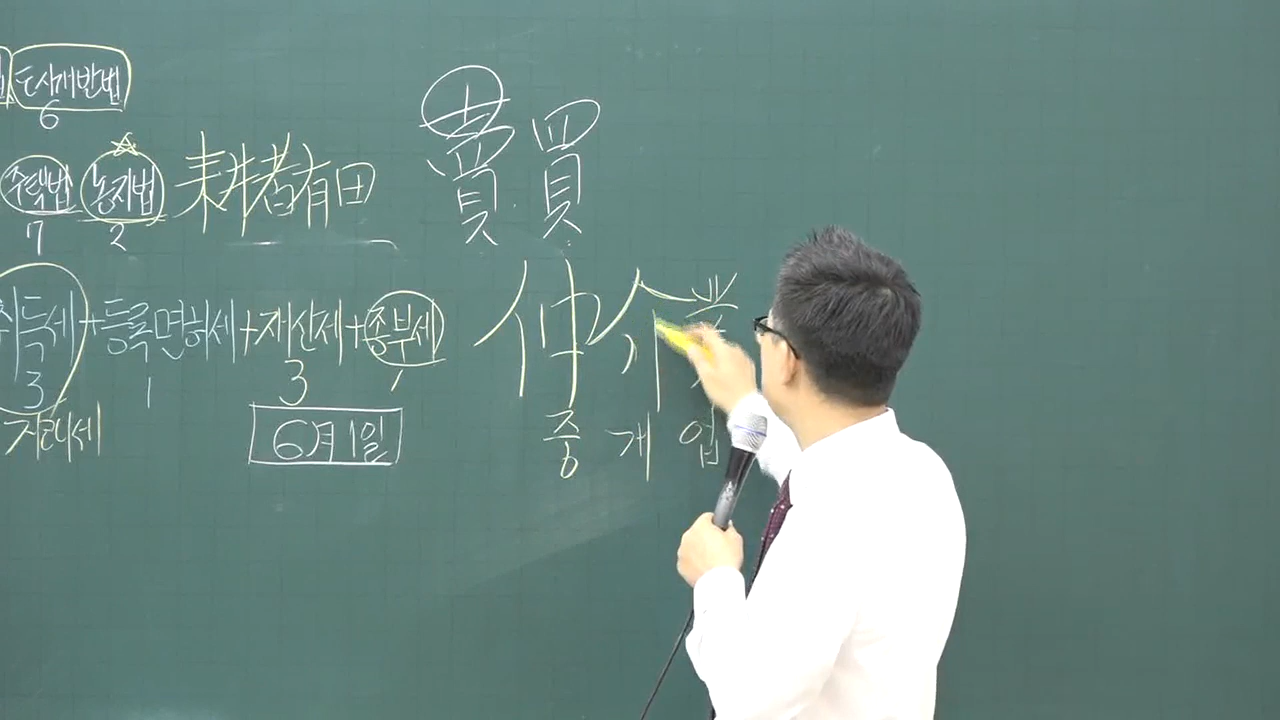 도시개발법
6
주택법 농지법 耕者有田 賣買
7 2
취득세+등록면허세+재산세+종부세 仲介業
3 1 3 1
거래세 6月1일 중개업